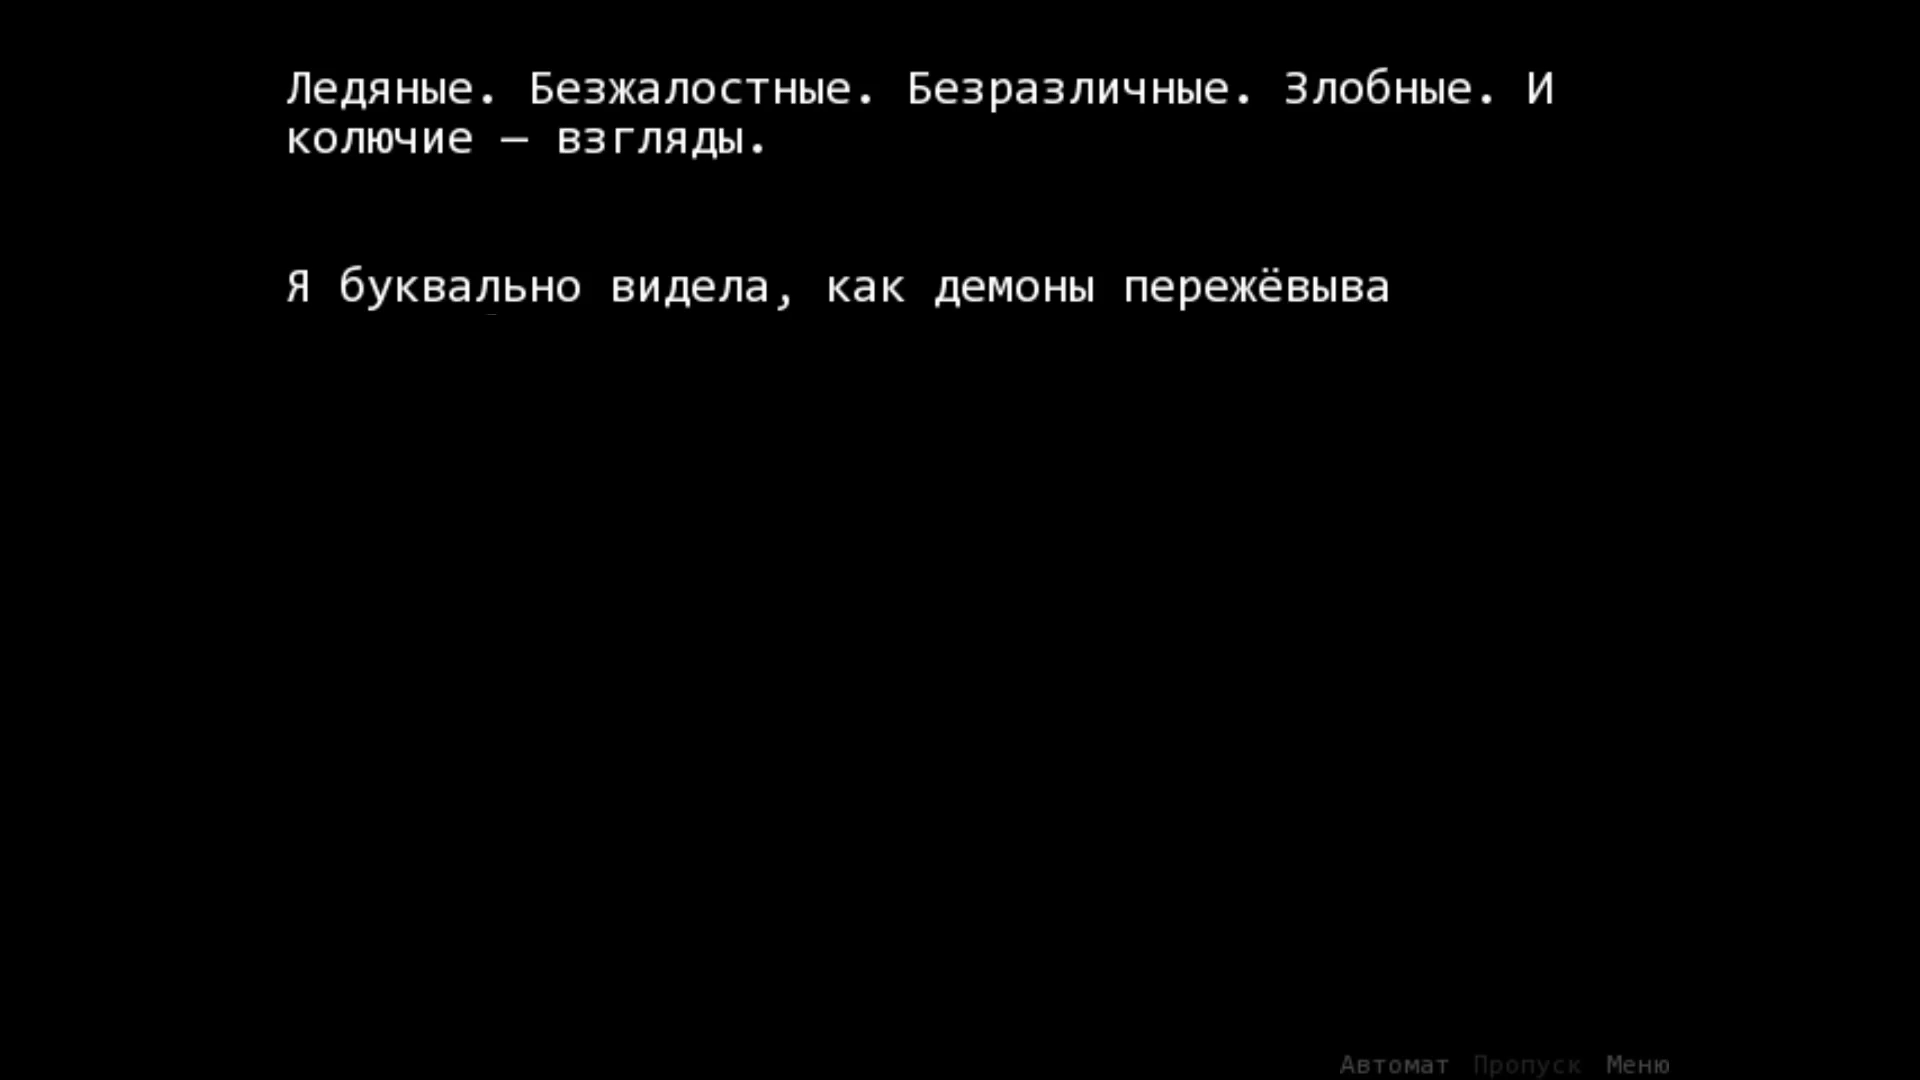 Ледяные. Безжалостные. Безразличные. Злобные. И
колючие — взгляды.
Я буквально видела, как демоны пережёвыва
Автомат Пропуск Меню